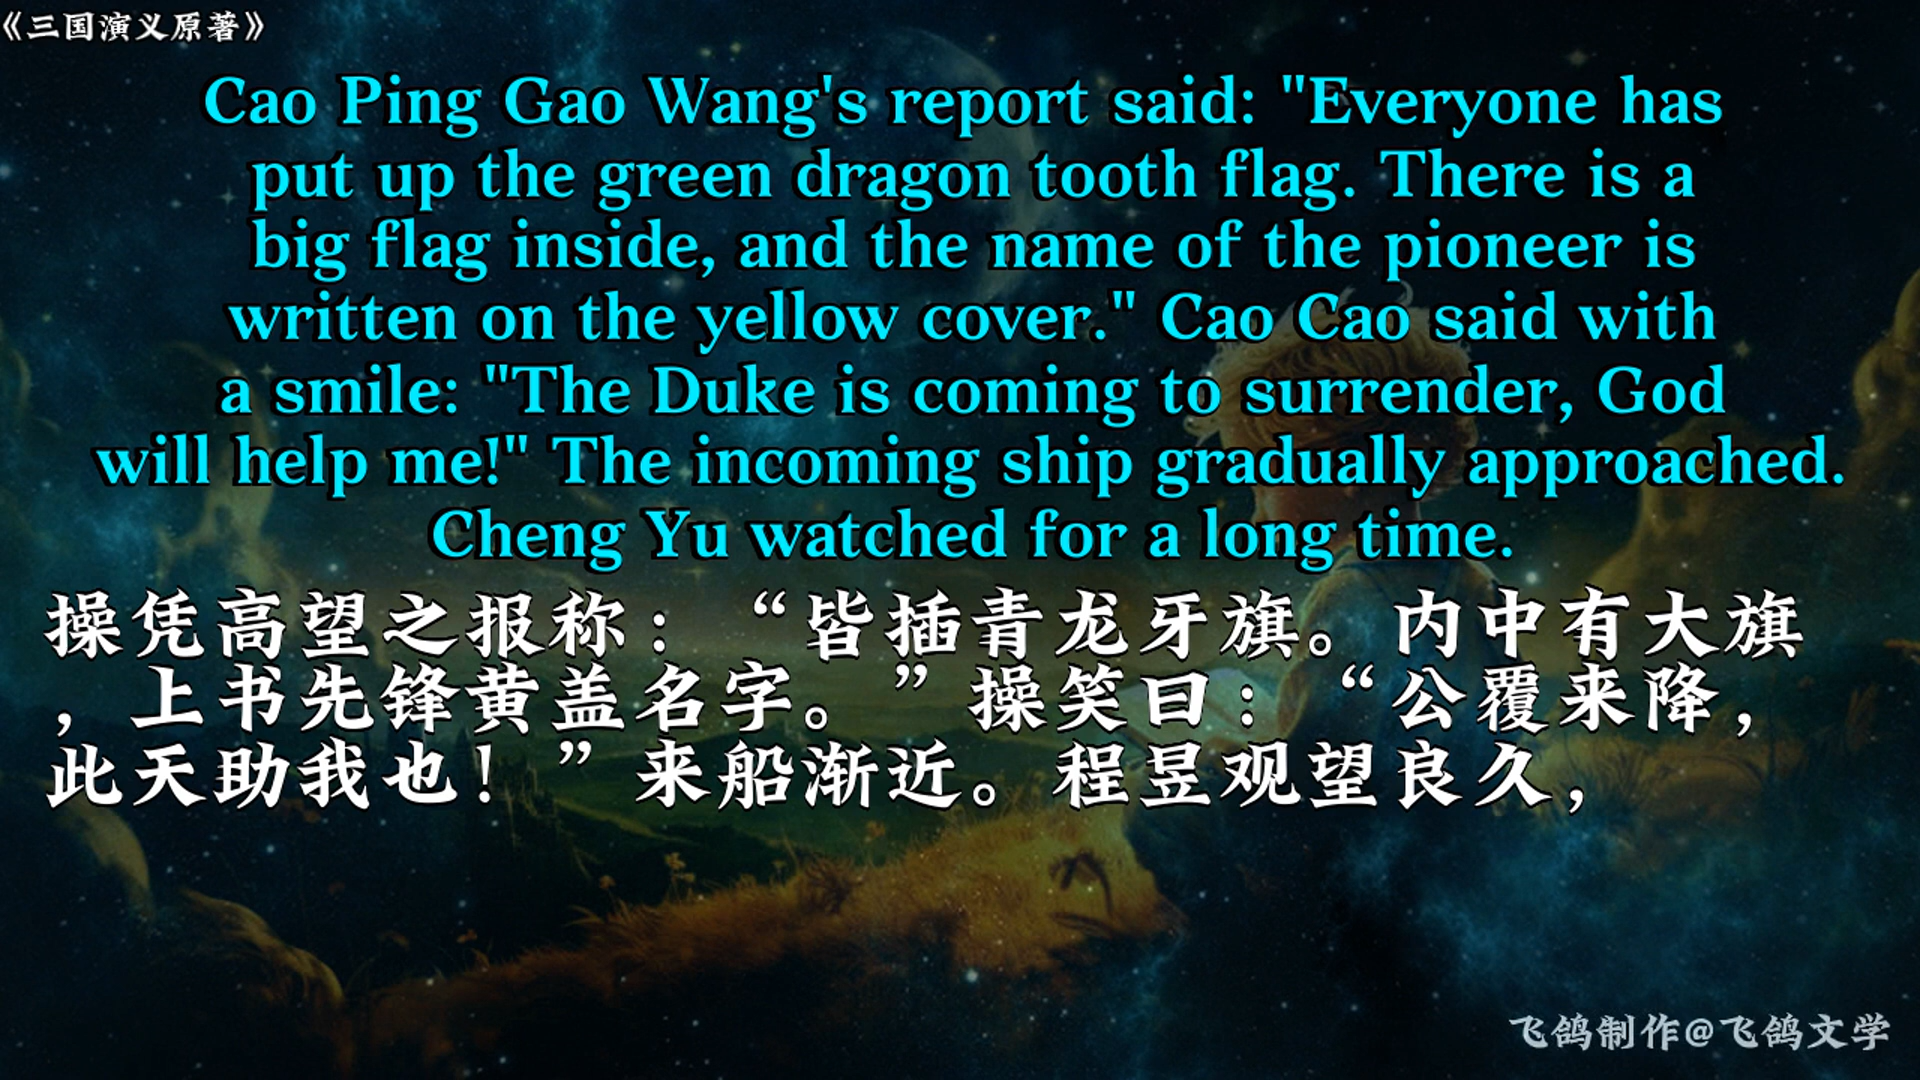 《三国演义原著》
Cao Ping Gao Wang's report said: "Everyone has
put up the green dragon tooth flag. There is a
big flag inside, and the name of the pioneer is
written on the yellow cover." Cao Cao said with
a smile: "The Duke is coming to surrender, God
will help me!" The incoming ship gradually approached.
Cheng Yu watched for a long time.
操凭高望之报称：“皆插青龙牙旗。内中有大旗
，上书先锋黄盖名字。”操笑曰：“公覆来降，
此天助我也！”来船渐近。程昱观望良久，
飞鸽制作@飞鸽文学